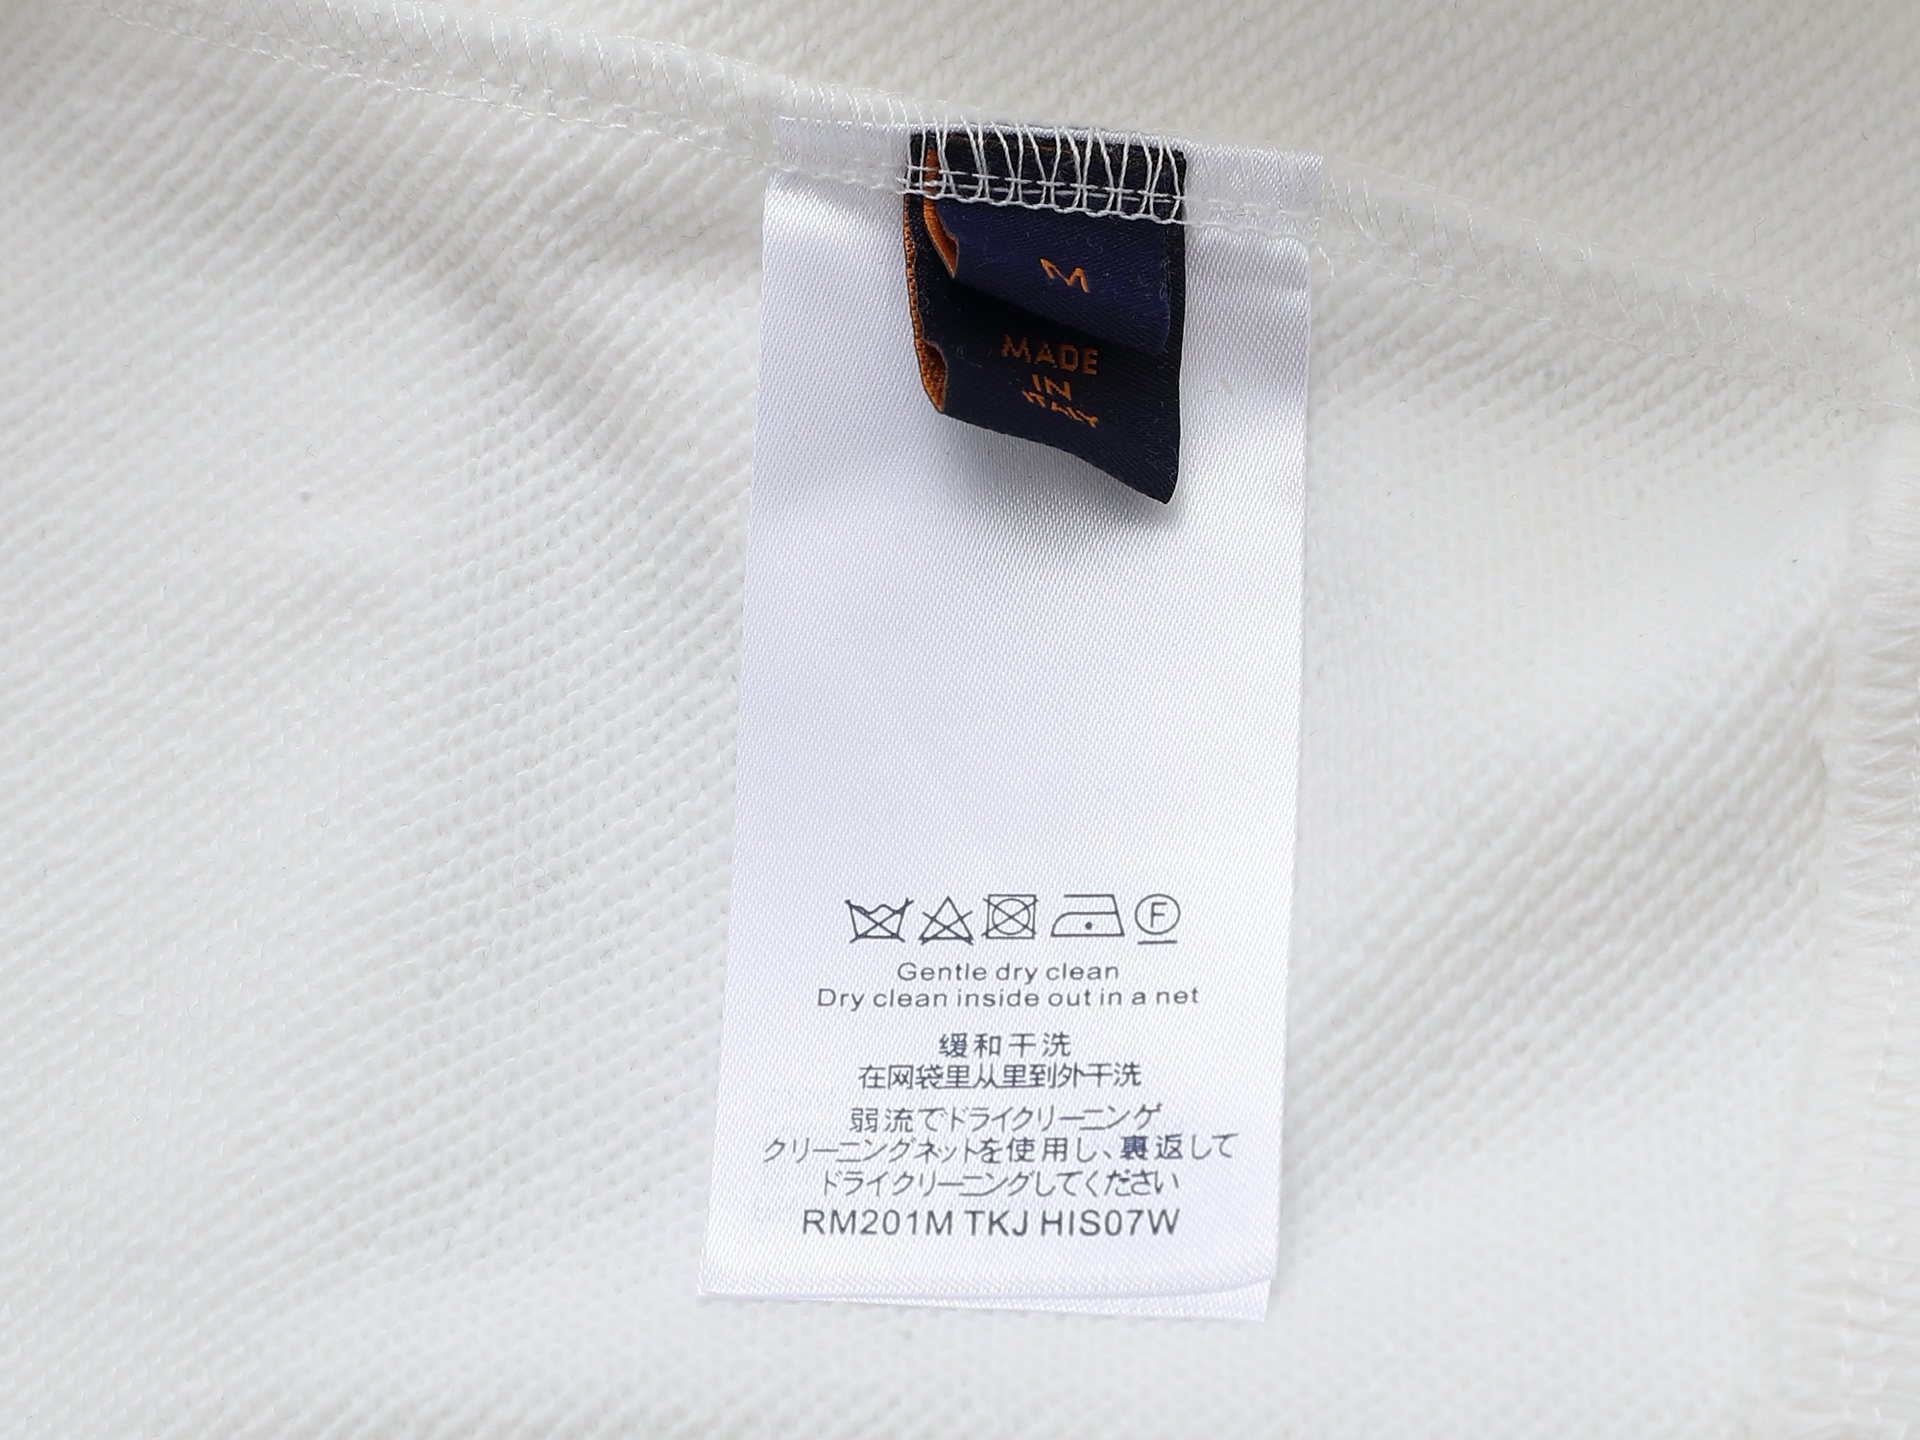 M
MADE
IN
ITALY
F
Gentle dry clean
Dry clean inside out in a net
缓和干洗
在网袋里从里到外干洗
弱流でドライクリーニング
クリーニングネットを使用し、裏返して
ドライクリーニングしてください
RM201M TKJ HIS07W